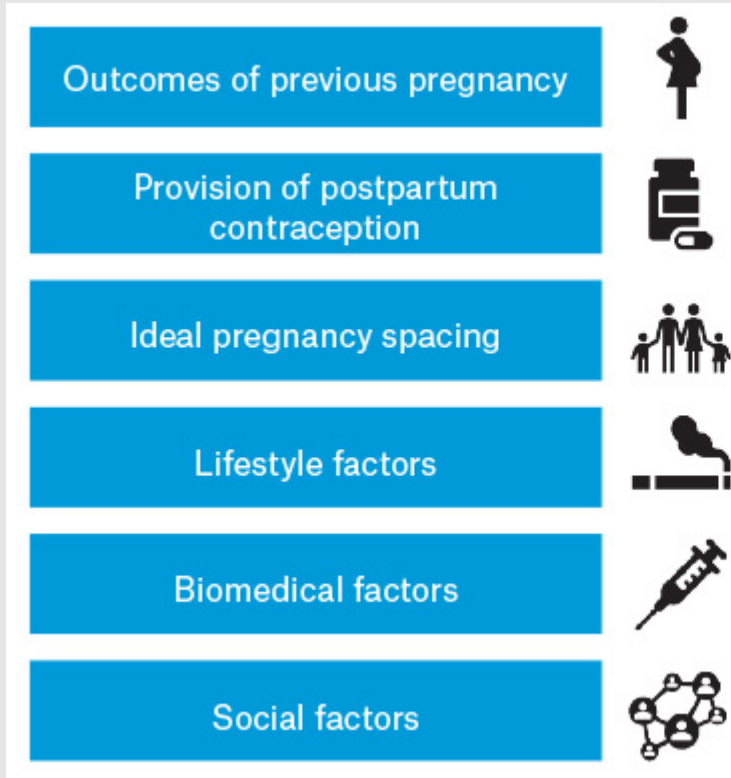 Outcomes of previous pregnancy
Provision of postpartum
contraception
Ideal pregnancy spacing
Lifestyle factors
Biomedical factors
Social factors